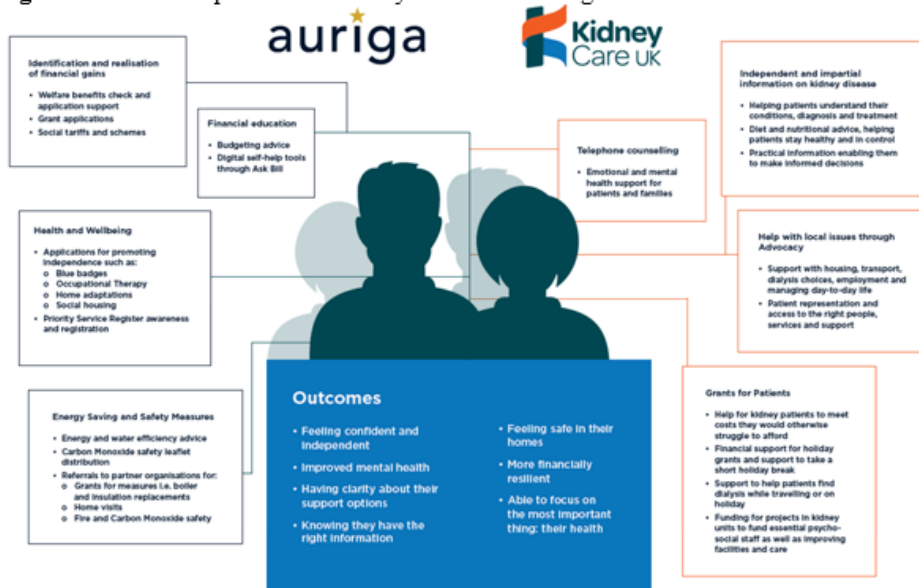 auriga
Kidney
Care UK
Identification and realisation
of financial gains
• Welfare benefits check and
application support
• Grant applications
• Social tariffs and schemes
Financial education
• Budgeting advice
• Digital self-help tools
through Ask Bill
Health and Wellbeing
• Applications for promoting
independence such as:
o Blue badges
o Occupational Therapy
o Home adaptations
o Social housing
• Priority Service Register awareness
and registration
Energy Saving and Safety Measures
• Energy and water efficiency advice
• Carbon Monoxide safety leaflet
distribution
• Referrals to partner organisations for:
o Grants for measures i.e. boiler
and insulation replacements
o Home visits
o Fire and Carbon Monoxide safety
Telephone counselling
• Emotional and mental
health support for
patients and families
Independent and impartial
information on kidney disease
• Helping patients understand their
conditions, diagnosis and treatment
• Diet and nutritional advice, helping
patients stay healthy and in control
• Practical information enabling them
to make informed decisions
Help with local issues through
Advocacy
• Support with housing, transport,
dialysis choices, employment and
managing day-to-day life
• Patient representation and
access to the right people,
services and support
Grants for Patients
• Help for kidney patients to meet
costs they would otherwise
struggle to afford
• Financial support for holiday
grants and support to take a
short holiday break
• Support to help patients find
dialysis while travelling or on
holiday
• Funding for projects in kidney
units to fund essential psycho-
social staff as well as improving
facilities and care
Outcomes
• Feeling confident and
independent
• Improved mental health
• Having clarity about their
support options
• Knowing they have the
right information
• Feeling safe in their
homes
• More financially
resilient
• Able to focus on
the most important
thing: their health